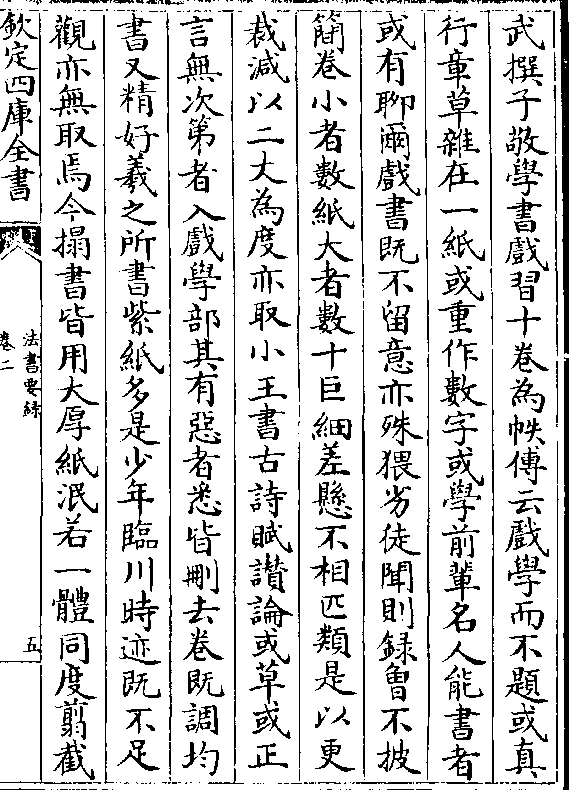 武撰子敬學書戲習十卷為帙傳云戲學而不題或真
行章草雜在一紙或重作數字或學前輩名人能書者
或有聊爾戲書既不留意亦殊猥劣徒聞則録曽不披
簡卷小者數紙大者數十巨細差懸不相匹類是以更
裁減以二丈為度亦取小王書古詩賦讃論或草或正
言無次第者入戲學部其有惡者悉皆刪去卷既調均
書又精好羲之所書紫紙多是少年臨川時迹既不足
觀亦無取焉今搨書皆用大厚紙泯若一體同度翦截
欽定四庫全書
法書要録
卷二
五